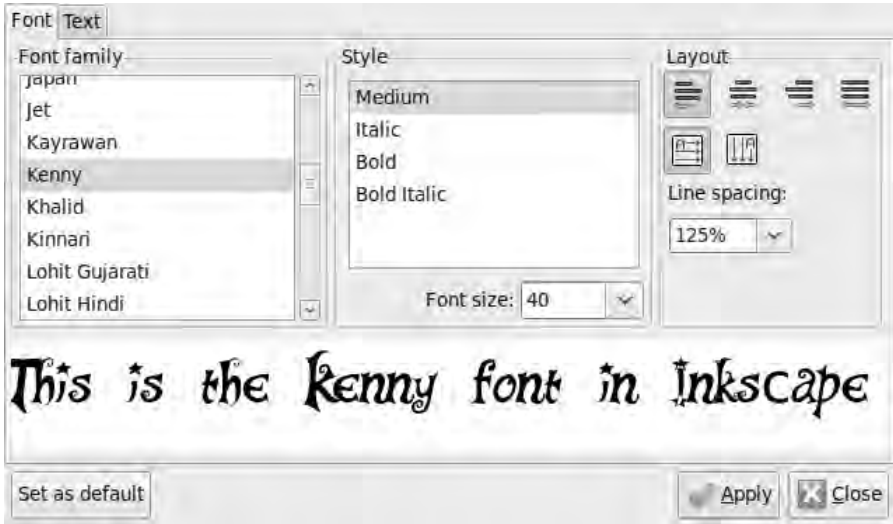 Font Text
Font family
Japan
Jet
Kayrawan
Kenny
Khalid
Kinnari
Lohit Gujarati
Lohit Hindi
Style
Medium
Italic
Bold
Bold Italic
Font size: 40
Layout
Line spacing:
125%
This is the kenny font in Inkscape
Set as default
Apply
Close